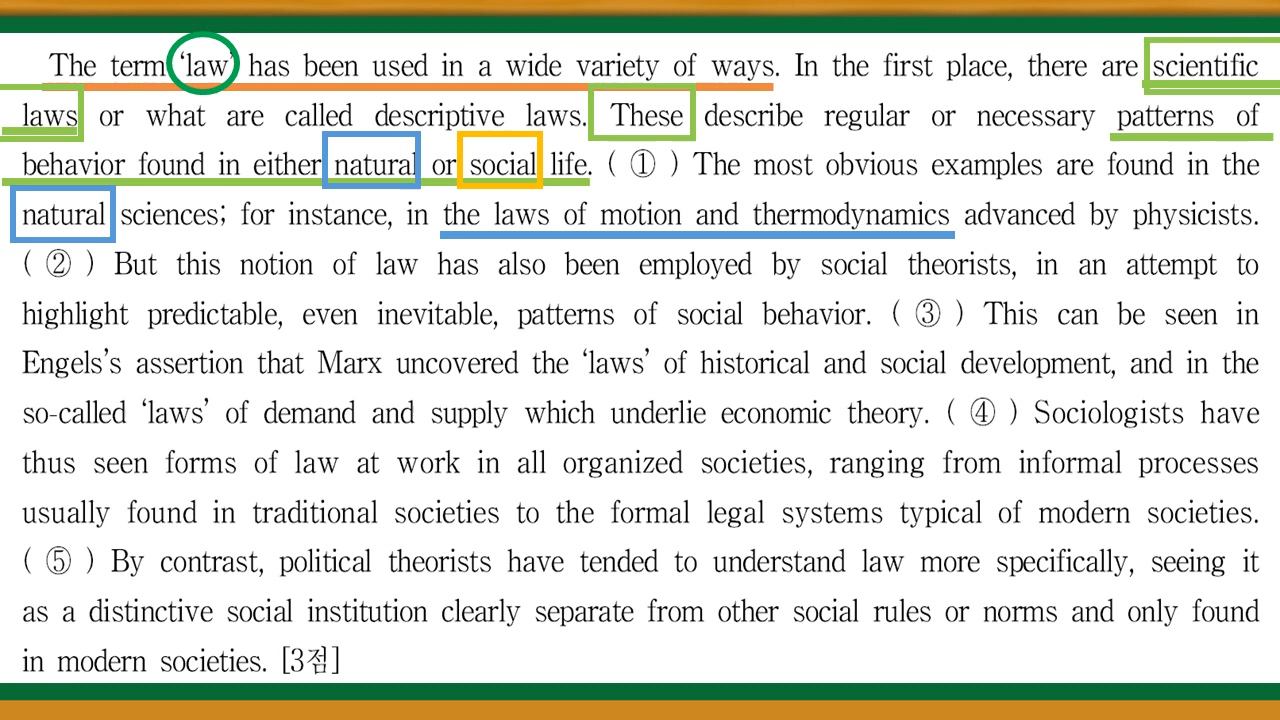 The term ‘law’ has been used in a wide variety of ways. In the first place, there are scientific
laws or what are called descriptive laws. These describe regular or necessary patterns of
behavior found in either natural or social life. ( ① ) The most obvious examples are found in the
natural sciences; for instance, in the laws of motion and thermodynamics advanced by physicists.
( ② ) But this notion of law has also been employed by social theorists, in an attempt to
highlight predictable, even inevitable, patterns of social behavior. ( ③ ) This can be seen in
Engels’s assertion that Marx uncovered the ‘laws’ of historical and social development, and in the
so-called ‘laws’ of demand and supply which underlie economic theory. ( ④ ) Sociologists have
thus seen forms of law at work in all organized societies, ranging from informal processes
usually found in traditional societies to the formal legal systems typical of modern societies.
( ⑤ ) By contrast, political theorists have tended to understand law more specifically, seeing it
as a distinctive social institution clearly separate from other social rules or norms and only found
in modern societies. [3점]